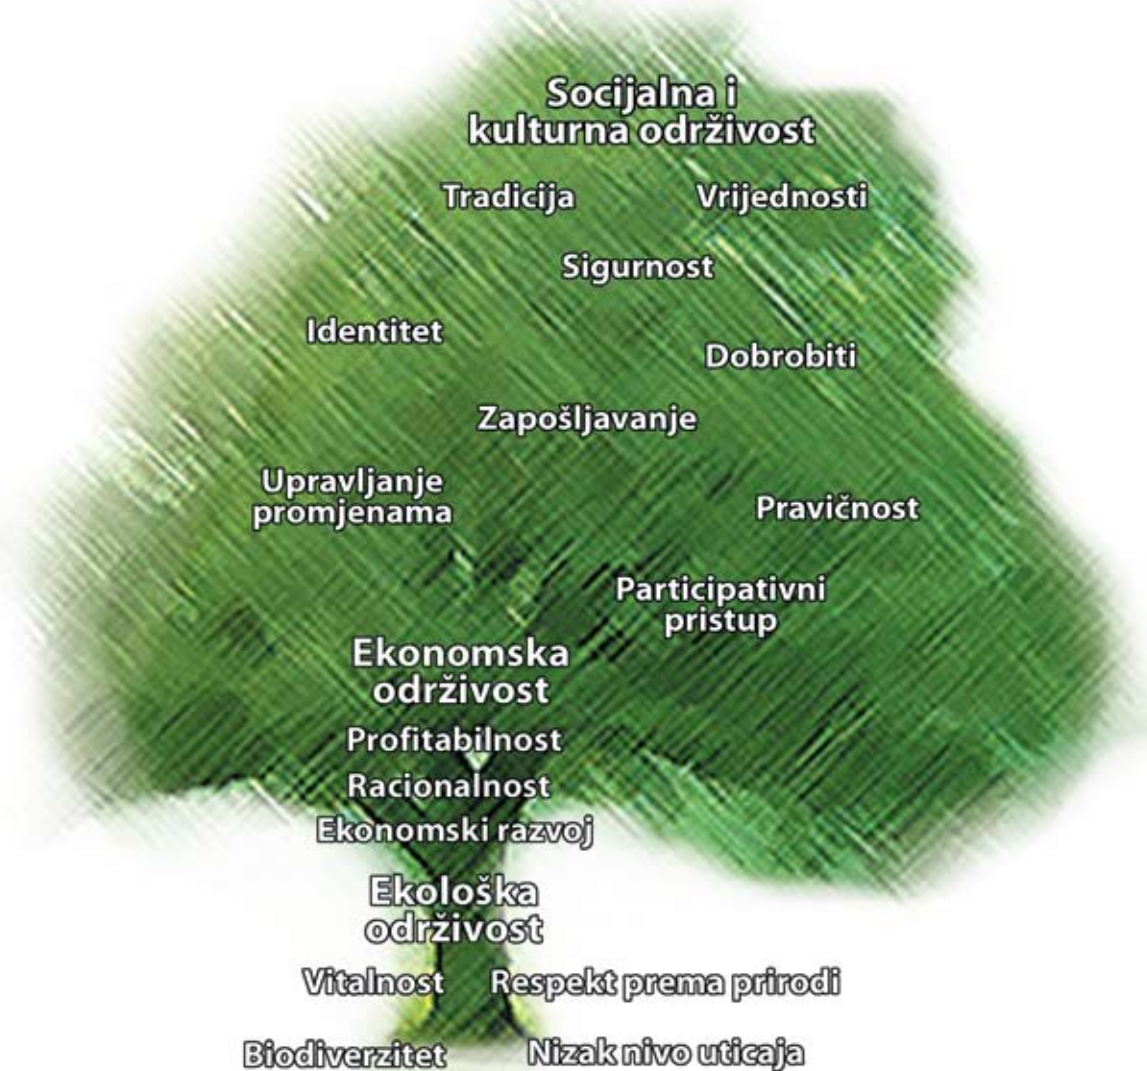 Socijalna i
kulturna održivost
Tradicija
Vrijednosti
Sigurnost
Identitet
Dobrobiti
Zapošljavanje
Upravljanje
promjenama
Pravičnost
Participativni
pristup
Ekonomska
održivost
Profitabilnost
Racionalnost
Ekonomski razvoj
Ekološka
održivost
Vitalnost
Respekt prema prirodi
Biodiverzitet
Nizak nivo uticaja